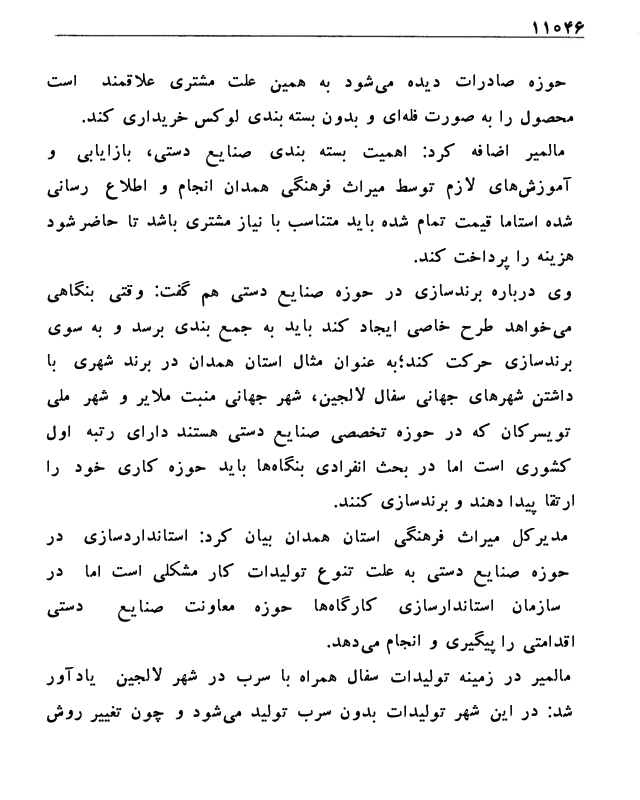 ۱۱۰۴۶
حوزه صادرات دیده می‌شود به همین علت مشتری علاقمند است
محصول را به صورت فله‌ای و بدون بسته بندی لوکس خریداری کند.
مالمیر اضافه کرد: اهمیت بسته بندی صنایع دستی، بازایابی و
آموزش‌های لازم توسط میراث فرهنگی همدان انجام و اطلاع رسانی
شده استاما قیمت تمام شده باید متناسب با نیاز مشتری باشد تا حاضر شود
هزینه را پرداخت کند.
وی درباره برندسازی در حوزه صنایع دستی هم گفت: وقتی بنگاهی
می‌خواهد طرح خاصی ایجاد کند باید به جمع بندی برسد و به سوی
برندسازی حرکت کند؛به عنوان مثال استان همدان در برند شهری با
داشتن شهرهای جهانی سفال لالجین، شهر جهانی منبت ملایر و شهر ملی
تویسرکان که در حوزه تخصصی صنایع دستی هستند دارای رتبه اول
کشوری است اما در بحث انفرادی بنگاه‌ها باید حوزه کاری خود را
ارتقا پیدا دهند و برندسازی کنند.
مدیرکل میراث فرهنگی استان همدان بیان کرد: استانداردسازی در
حوزه صنایع دستی به علت تنوع تولیدات کار مشکلی است اما در
سازمان استاندارسازی کارگاه‌ها حوزه معاونت صنایع دستی
اقدامتی را پیگیری و انجام می‌دهد.
مالمیر در زمینه تولیدات سفال همراه با سرب در شهر لالجین یادآور
شد: در این شهر تولیدات بدون سرب تولید می‌شود و چون تغییر روش